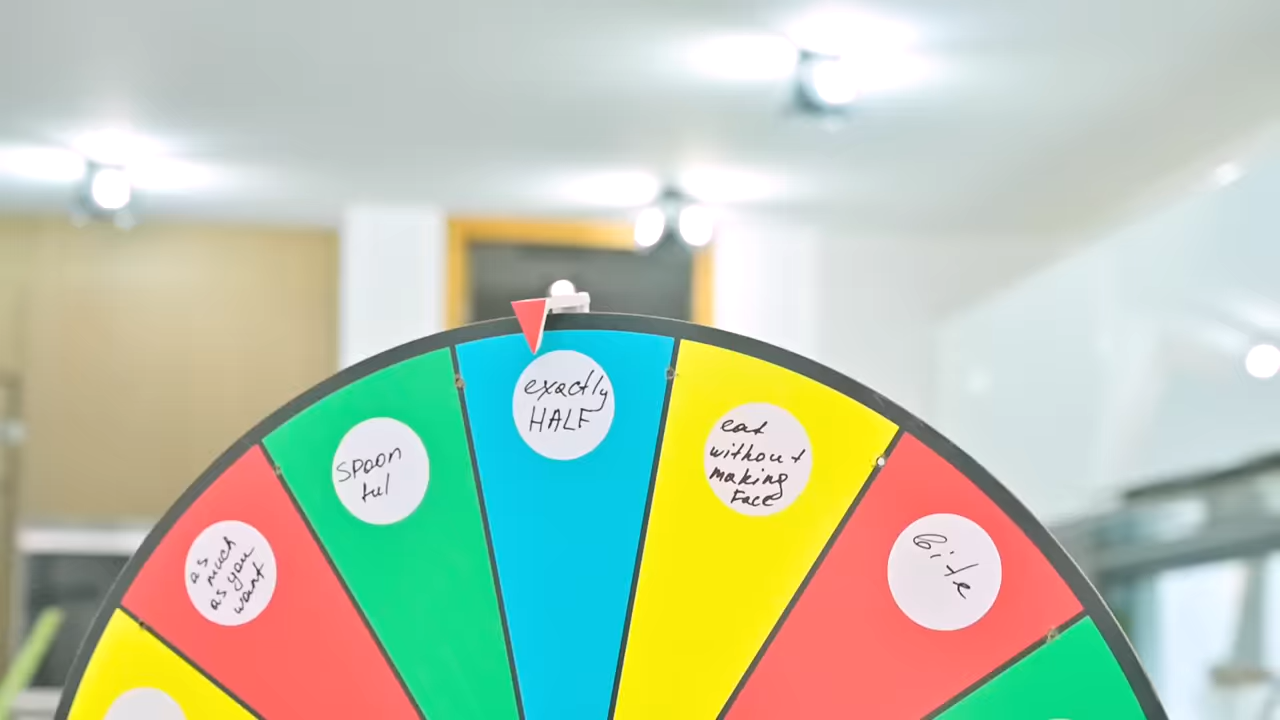 as
much
as you
want
spoon
ful
exactly
HALF
eat
without
making
Face
Bite